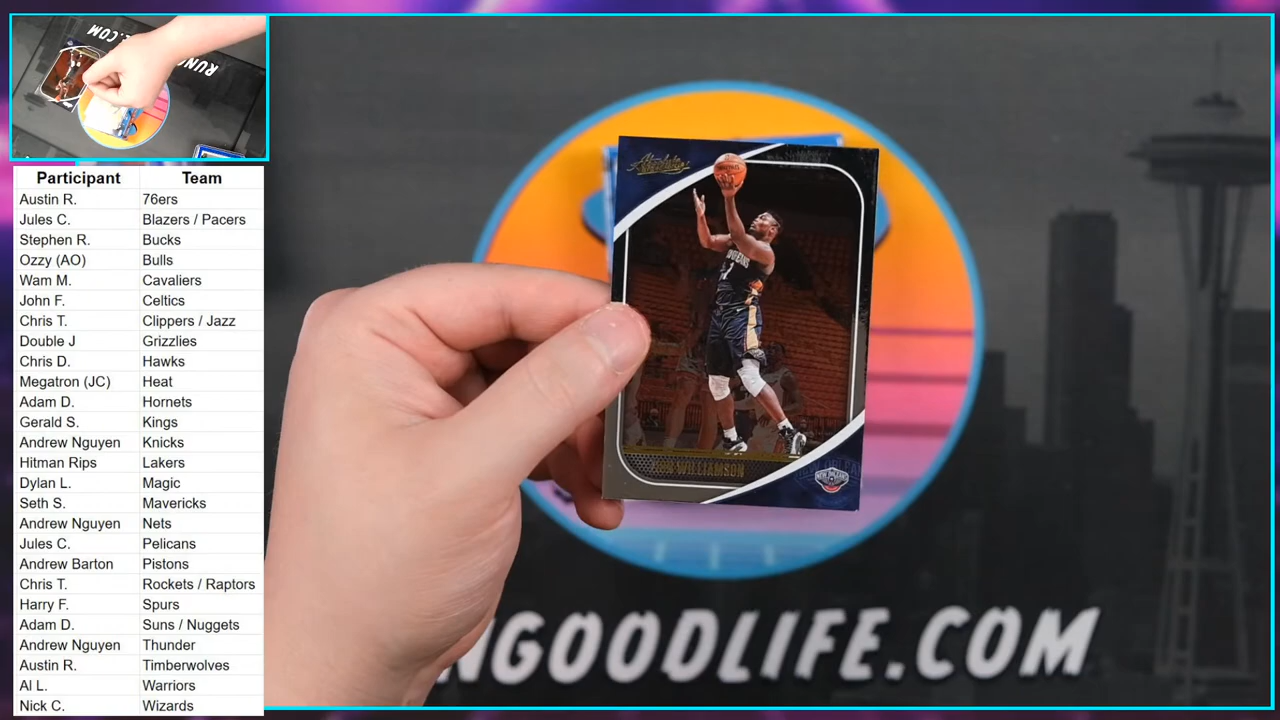 Participant Team
Austin R. 76ers
Jules C. Blazers / Pacers
Stephen R. Bucks
Ozzy (AO) Bulls
Wam M. Cavaliers
John F. Celtics
Chris T. Clippers / Jazz
Double J Grizzlies
Chris D. Hawks
Megatron (JC) Heat
Adam D. Hornets
Gerald S. Kings
Andrew Nguyen Knicks
Hitman Rips Lakers
Dylan L. Magic
Seth S. Mavericks
Andrew Nguyen Nets
Jules C. Pelicans
Andrew Barton Pistons
Chris T. Rockets / Raptors
Harry F. Spurs
Adam D. Suns / Nuggets
Andrew Nguyen Thunder
Austin R. Timberwolves
Al L. Warriors
Nick C. Wizards
Absolute
WILLIAMSON
NGOODLIFE.COM